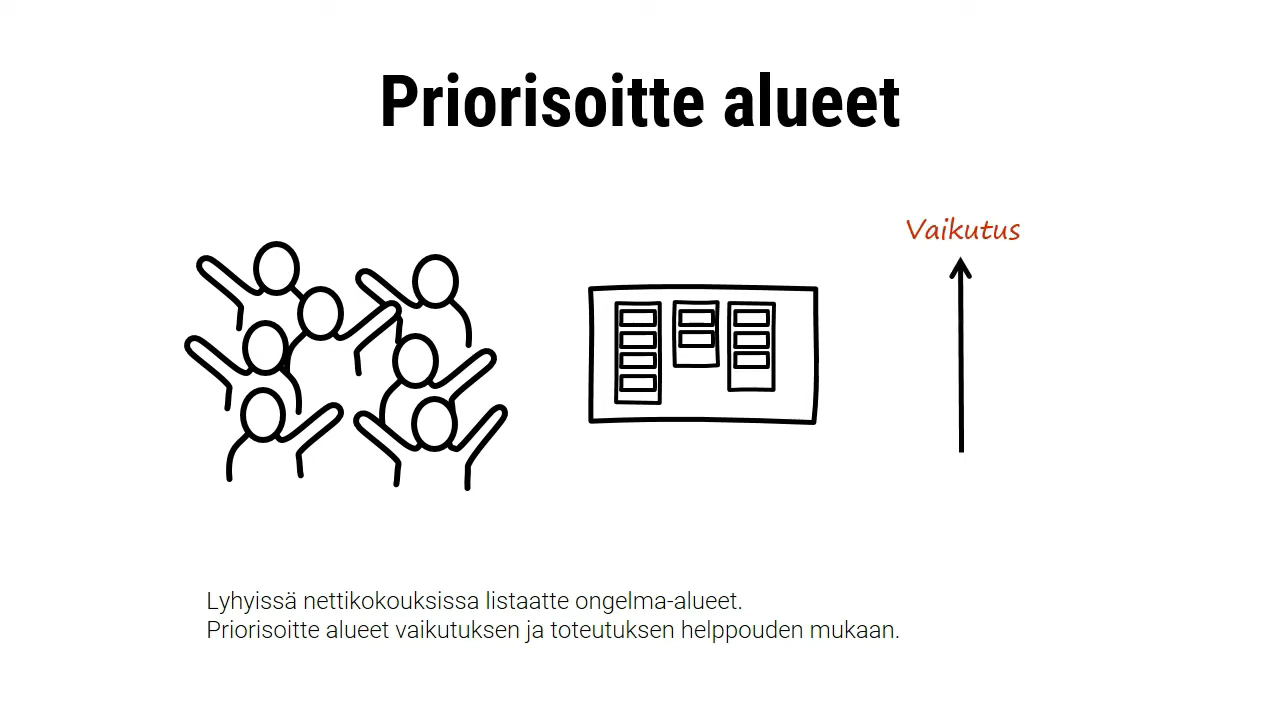 Priorisoitte alueet
Vaikutus
Lyhyissä nettikokouksissa listaatte ongelma-alueet.
Priorisoitte alueet vaikutuksen ja toteutuksen helppouden mukaan.